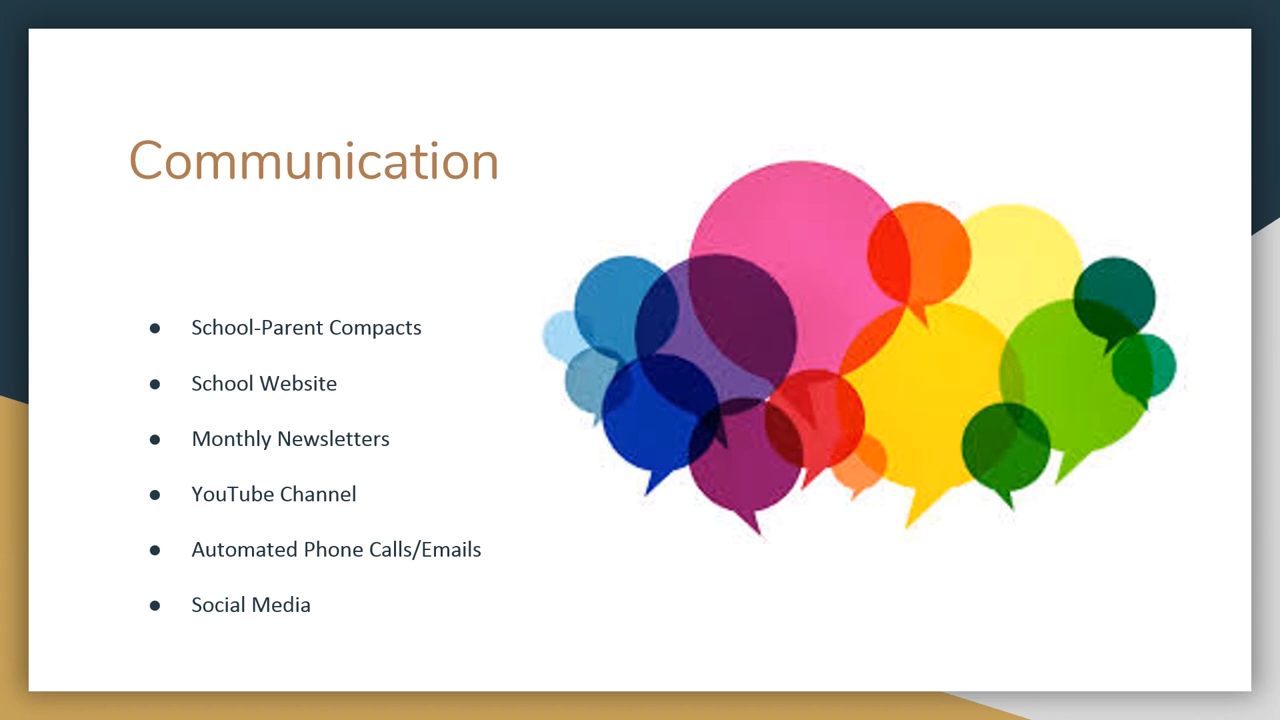 Communication
● School-Parent Compacts
● School Website
● Monthly Newsletters
● YouTube Channel
● Automated Phone Calls/Emails
● Social Media